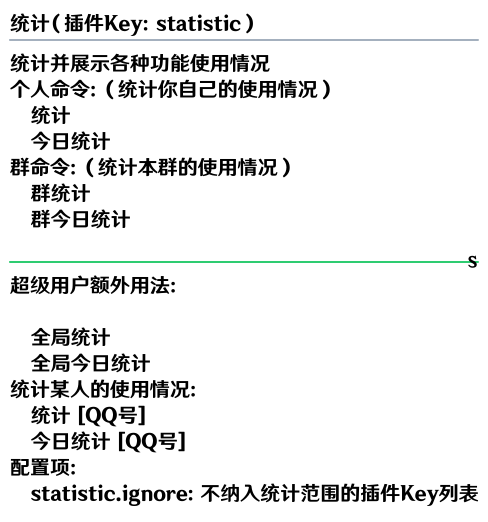 统计(插件Key: statistic)
统计并展示各种功能使用情况
个人命令:(统计你自己的使用情况)
统计
今日统计
群命令:(统计本群的使用情况)
群统计
群今日统计
S
超级用户额外用法:
全局统计
全局今日统计
统计某人的使用情况:
统计 [QQ号]
今日统计 [QQ号]
配置项:
statistic.ignore: 不纳入统计范围的插件Key列表